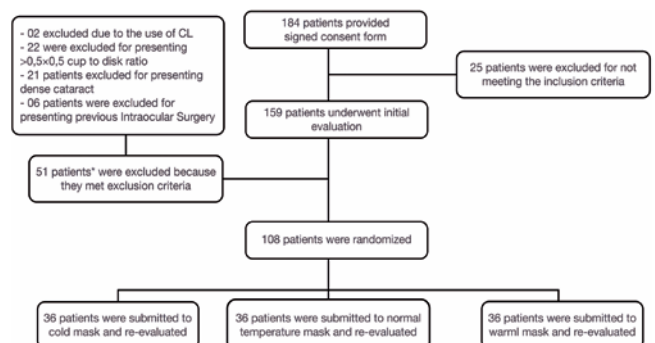 - 02 excluded due to the use of CL
- 22 were excluded for presenting
>0,5×0,5 cup to disk ratio
- 21 patients excluded for presenting
dense cataract
- 06 patients were excluded for
presenting previous Intraocular Surgery
184 patients provided
signed consent form
25 patients were excluded for not
meeting the inclusion criteria
159 patients underwent initial
evaluation
51 patients* were excluded because
they met exclusion criteria
108 patients were randomized
36 patients were submitted to
cold mask and re-evaluated
36 patients were submitted to normal
temperature mask and re-evaluated
36 patients were submitted to
warml mask and re-evaluated